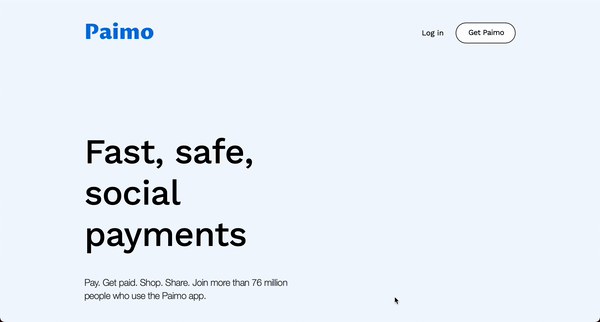 Paimo
Log in
Get Paimo
Fast, safe,
social
payments
Pay. Get paid. Shop. Share. Join more than 76 million
people who use the Paimo app.